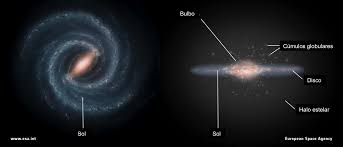 Bulbo
Cúmulos globulares
Disco
Halo estelar
Sol
Sol
www.esa.int
European Space Agency